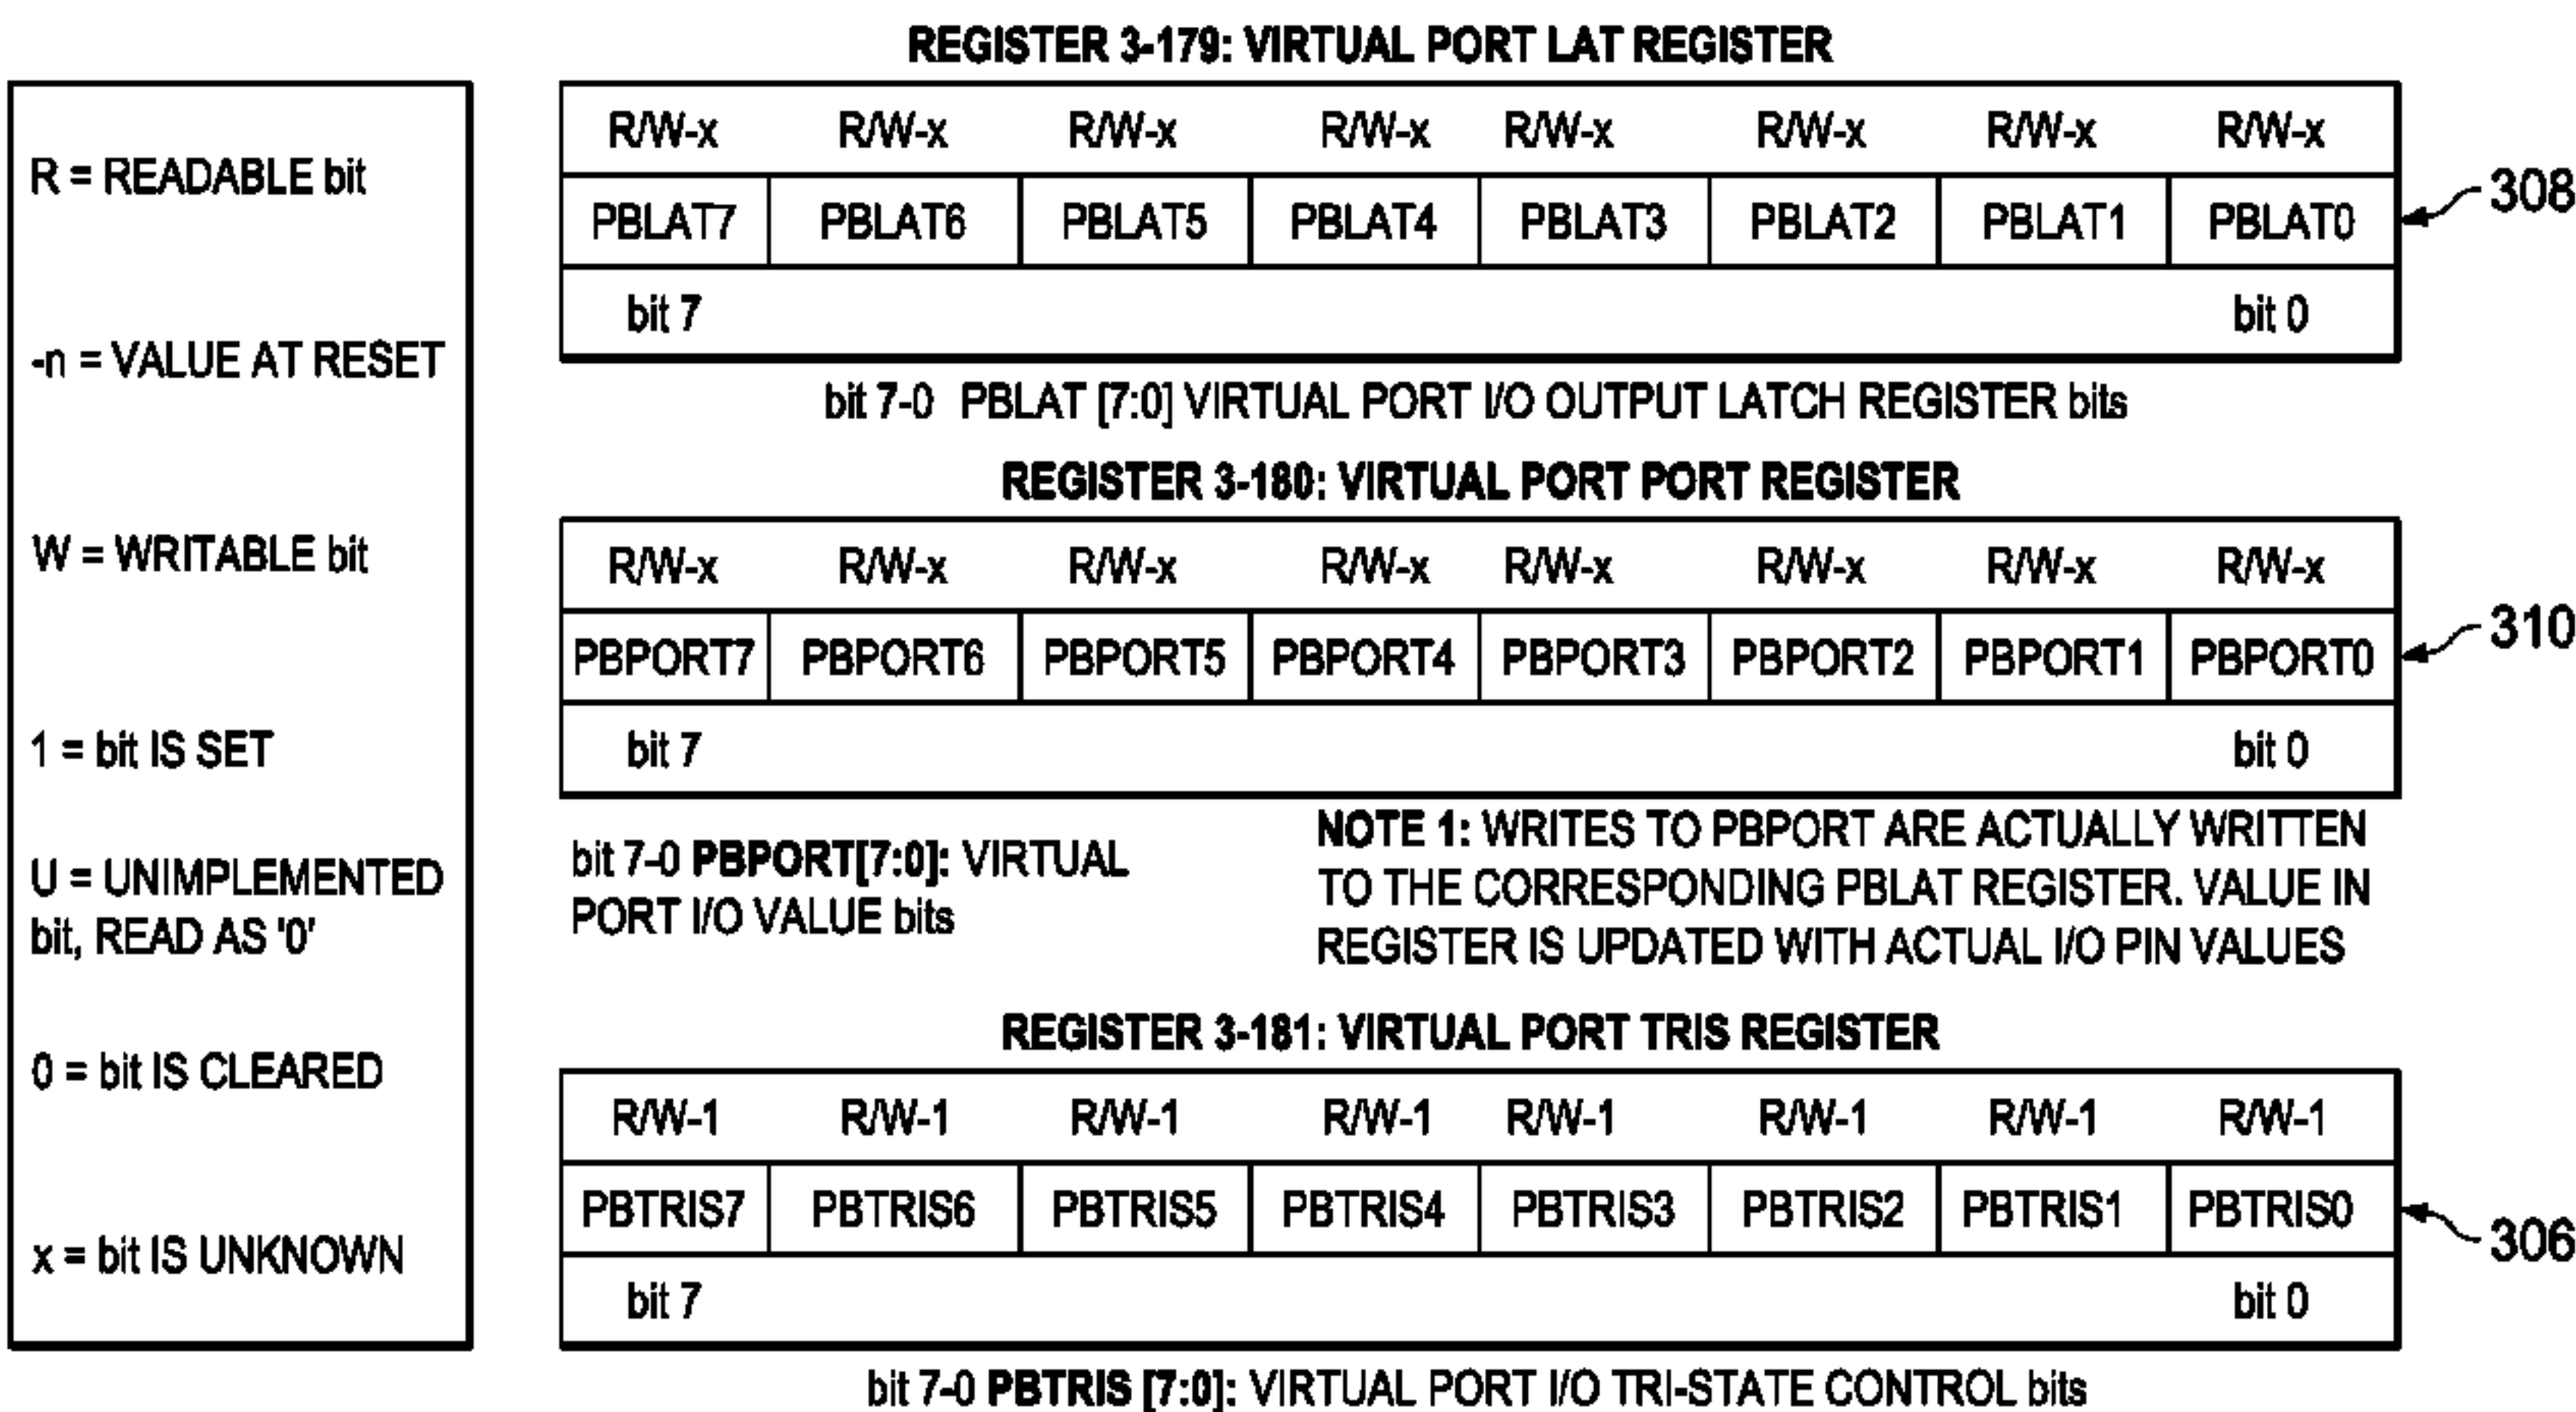 R = READABLE bit
-n = VALUE AT RESET
W = WRITABLE bit
1 = bit IS SET
U = UNIMPLEMENTED
bit, READ AS '0'
0 = bit IS CLEARED
x = bit IS UNKNOWN
REGISTER 3-179: VIRTUAL PORT LAT REGISTER
R/W-x R/W-x R/W-x R/W-x R/W-x R/W-x R/W-x R/W-x
PBLAT7 PBLAT6 PBLAT5 PBLAT4 PBLAT3 PBLAT2 PBLAT1 PBLAT0 308
bit 7 bit 0
bit 7-0 PBLAT [7:0] VIRTUAL PORT I/O OUTPUT LATCH REGISTER bits
REGISTER 3-180: VIRTUAL PORT PORT REGISTER
R/W-x R/W-x R/W-x R/W-x R/W-x R/W-x R/W-x R/W-x
PBPORT7 PBPORT6 PBPORT5 PBPORT4 PBPORT3 PBPORT2 PBPORT1 PBPORT0 310
bit 7 bit 0
bit 7-0 PBPORT[7:0]: VIRTUAL
PORT I/O VALUE bits
NOTE 1: WRITES TO PBPORT ARE ACTUALLY WRITTEN
TO THE CORRESPONDING PBLAT REGISTER. VALUE IN
REGISTER IS UPDATED WITH ACTUAL I/O PIN VALUES
REGISTER 3-181: VIRTUAL PORT TRIS REGISTER
R/W-1 R/W-1 R/W-1 R/W-1 R/W-1 R/W-1 R/W-1 R/W-1
PBTRIS7 PBTRIS6 PBTRIS5 PBTRIS4 PBTRIS3 PBTRIS2 PBTRIS1 PBTRIS0 306
bit 7 bit 0
bit 7-0 PBTRIS [7:0]: VIRTUAL PORT I/O TRI-STATE CONTROL bits